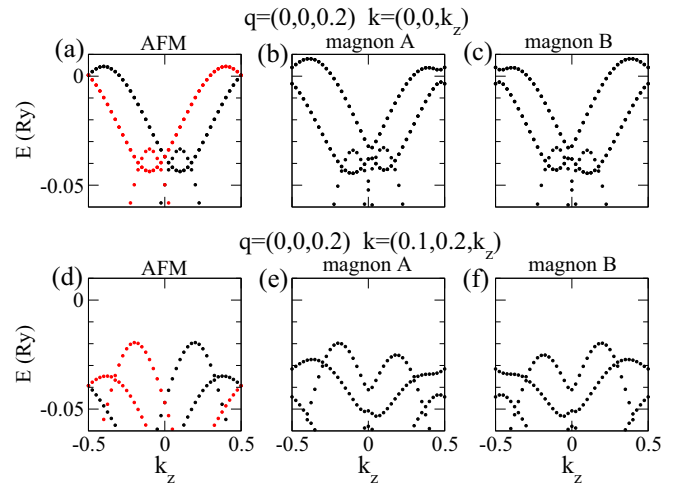 q=(0,0,0.2) k=(0,0,k_z)
(a) AFM (b) magnon A (c) magnon B
E (Ry)
0
-0.05
q=(0,0,0.2) k=(0.1,0.2,k_z)
(d) AFM (e) magnon A (f) magnon B
E (Ry)
0
-0.05
-0.5 0 0.5 -0.5 0 0.5 -0.5 0 0.5
k_z k_z k_z